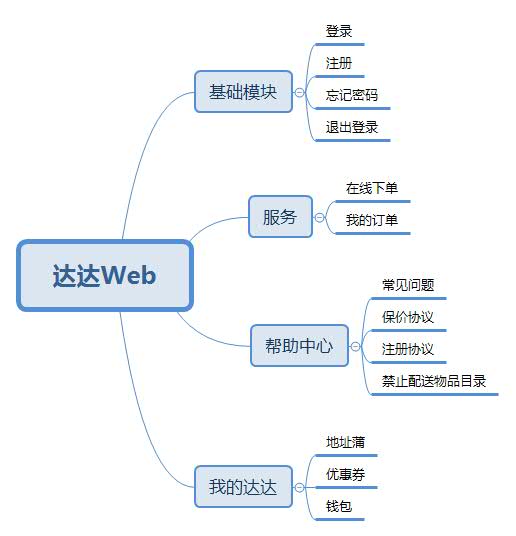 达达Web
基础模块
登录
注册
忘记密码
退出登录
服务
在线下单
我的订单
帮助中心
常见问题
保价协议
注册协议
禁止配送物品目录
我的达达
地址蒲
优惠券
钱包